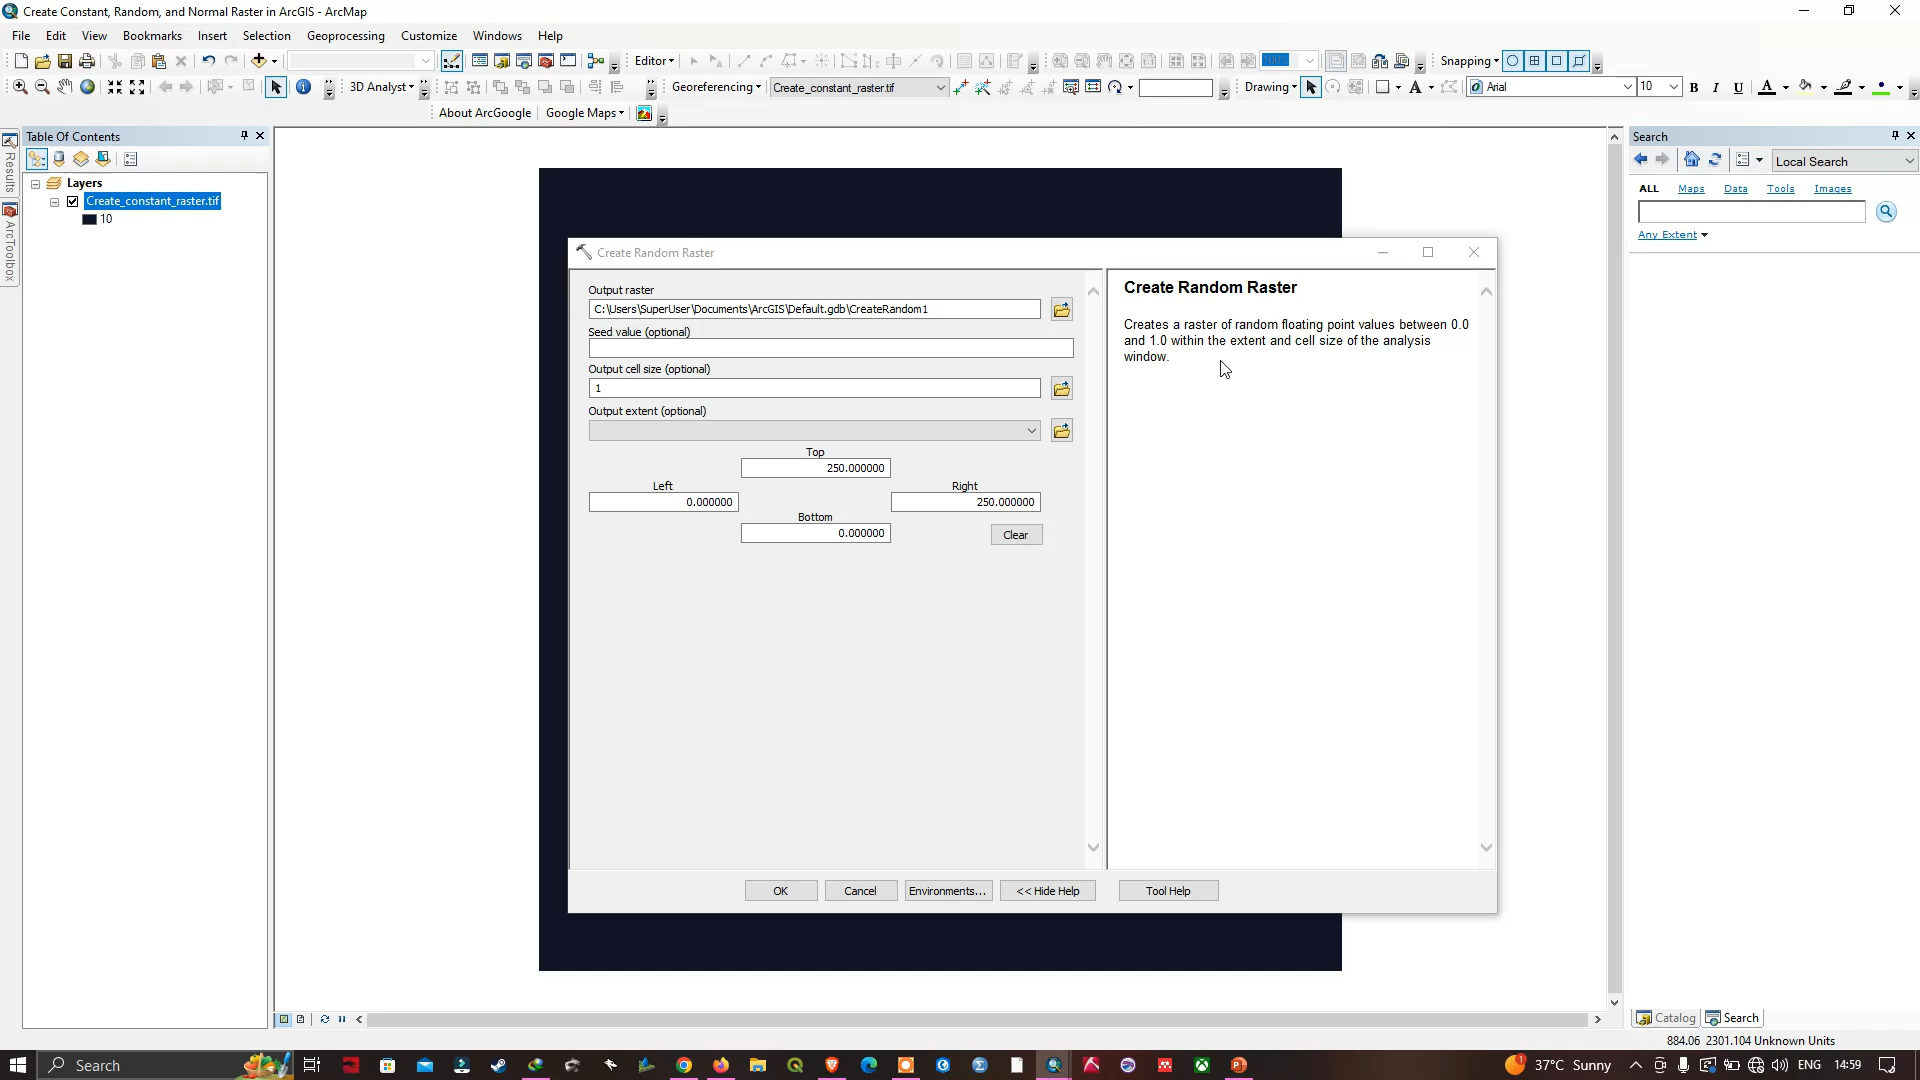 Create Constant, Random, and Normal Raster in ArcGIS - ArcMap
File Edit View Bookmarks Insert Selection Geoprocessing Customize Windows Help
Editor Snapping
3D Analyst Georeferencing Create_constant_raster.tif Drawing A Arial 10 B I U A
About ArcGoogle Google Maps
Table Of Contents
Search
Results
ArcToolbox
Local Search
Layers
Create_constant_raster.tif
10
ALL Maps Data Tools Images
Any Extent
Create Random Raster
Output raster
C:\Users\SuperUser\Documents\ArcGIS\Default.gdb\CreateRandom1
Seed value (optional)
Output cell size (optional)
1
Output extent (optional)
Top
250.000000
Left
Right
0.000000
250.000000
Bottom
0.000000
Clear
Create Random Raster
Creates a raster of random floating point values between 0.0
and 1.0 within the extent and cell size of the analysis
window.
OK Cancel Environments... << Hide Help Tool Help
Catalog Search
884.06 2301.104 Unknown Units
Search
1 37°C Sunny ENG 14:59